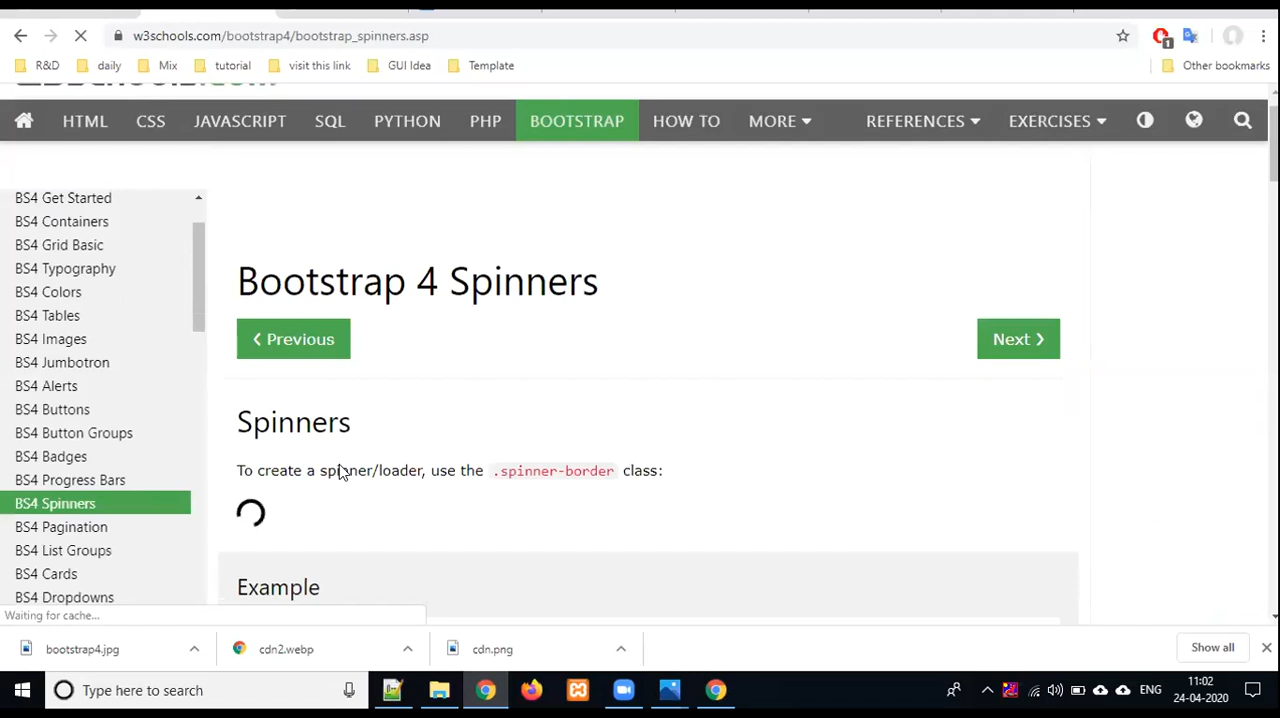 w3schools.com/bootstrap4/bootstrap_spinners.asp
1
R&D daily Mix tutorial visit this link GUI Idea Template Other bookmarks
HTML CSS JAVASCRIPT SQL PYTHON PHP BOOTSTRAP HOW TO MORE REFERENCES EXERCISES
BS4 Get Started
BS4 Containers
BS4 Grid Basic
BS4 Typography
BS4 Colors
BS4 Tables
BS4 Images
BS4 Jumbotron
BS4 Alerts
BS4 Buttons
BS4 Button Groups
BS4 Badges
BS4 Progress Bars
BS4 Spinners
BS4 Pagination
BS4 List Groups
BS4 Cards
BS4 Dropdowns
Bootstrap 4 Spinners
❮ Previous
Next ❯
Spinners
To create a spinner/loader, use the .spinner-border class:
Example
Waiting for cache...
bootstrap4.jpg cdn2.webp cdn.png Show all
Type here to search
ENG
11:02
24-04-2020